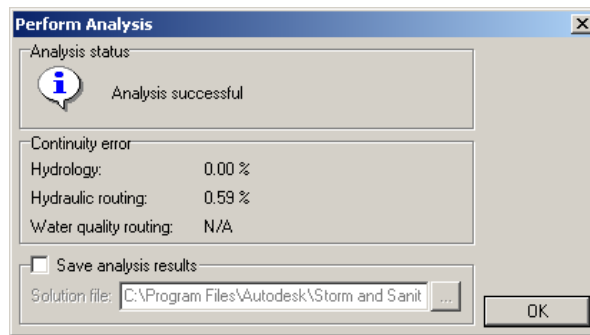 Perform Analysis
Analysis status
Analysis successful
Continuity error
Hydrology: 0.00 %
Hydraulic routing: 0.59 %
Water quality routing: N/A
Save analysis results
Solution file: C:\Program Files\Autodesk\Storm and Sanit ...
OK